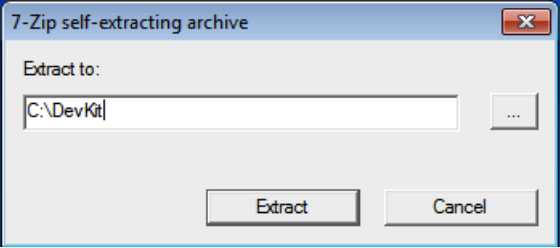 7-Zip self-extracting archive
Extract to:
C:\DevKit
...
Extract Cancel